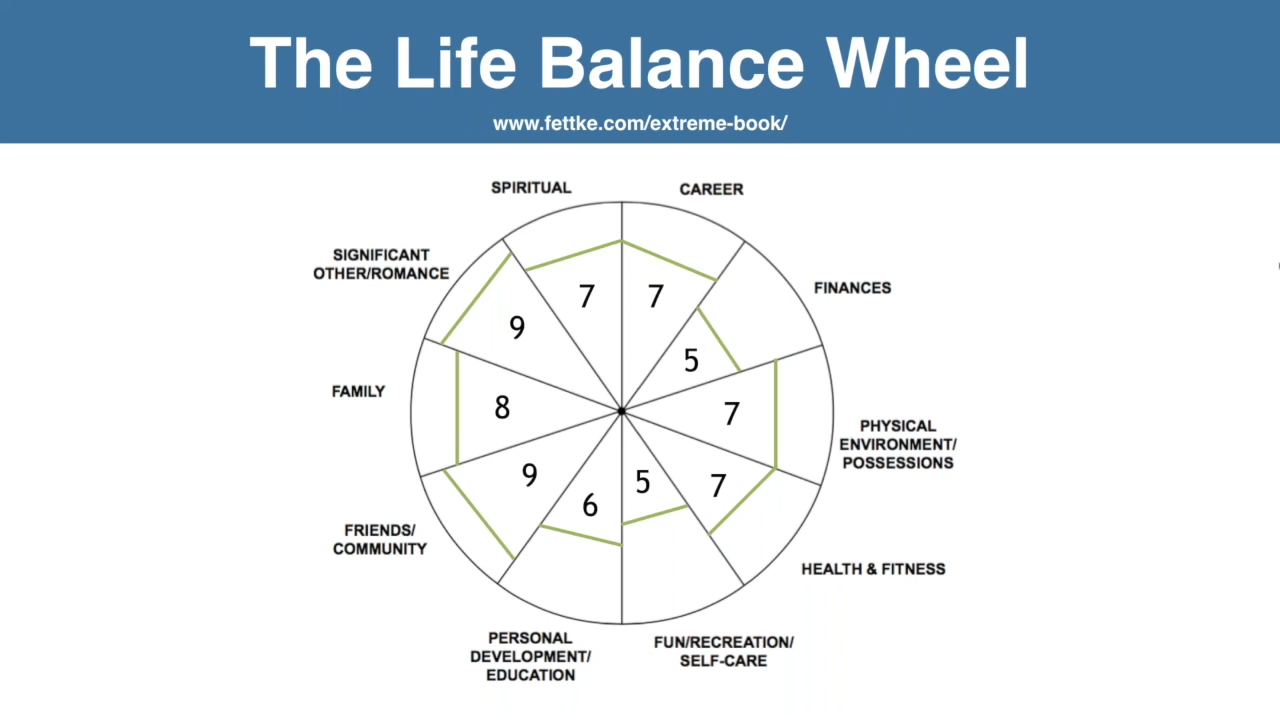 The Life Balance Wheel
www.fettke.com/extreme-book/
SPIRITUAL
CAREER
SIGNIFICANT
OTHER/ROMANCE
FINANCES
7
7
9
5
FAMILY
8
7
PHYSICAL
ENVIRONMENT/
POSSESSIONS
9
6
5
7
FRIENDS/
COMMUNITY
HEALTH & FITNESS
PERSONAL
DEVELOPMENT/
EDUCATION
FUN/RECREATION/
SELF-CARE